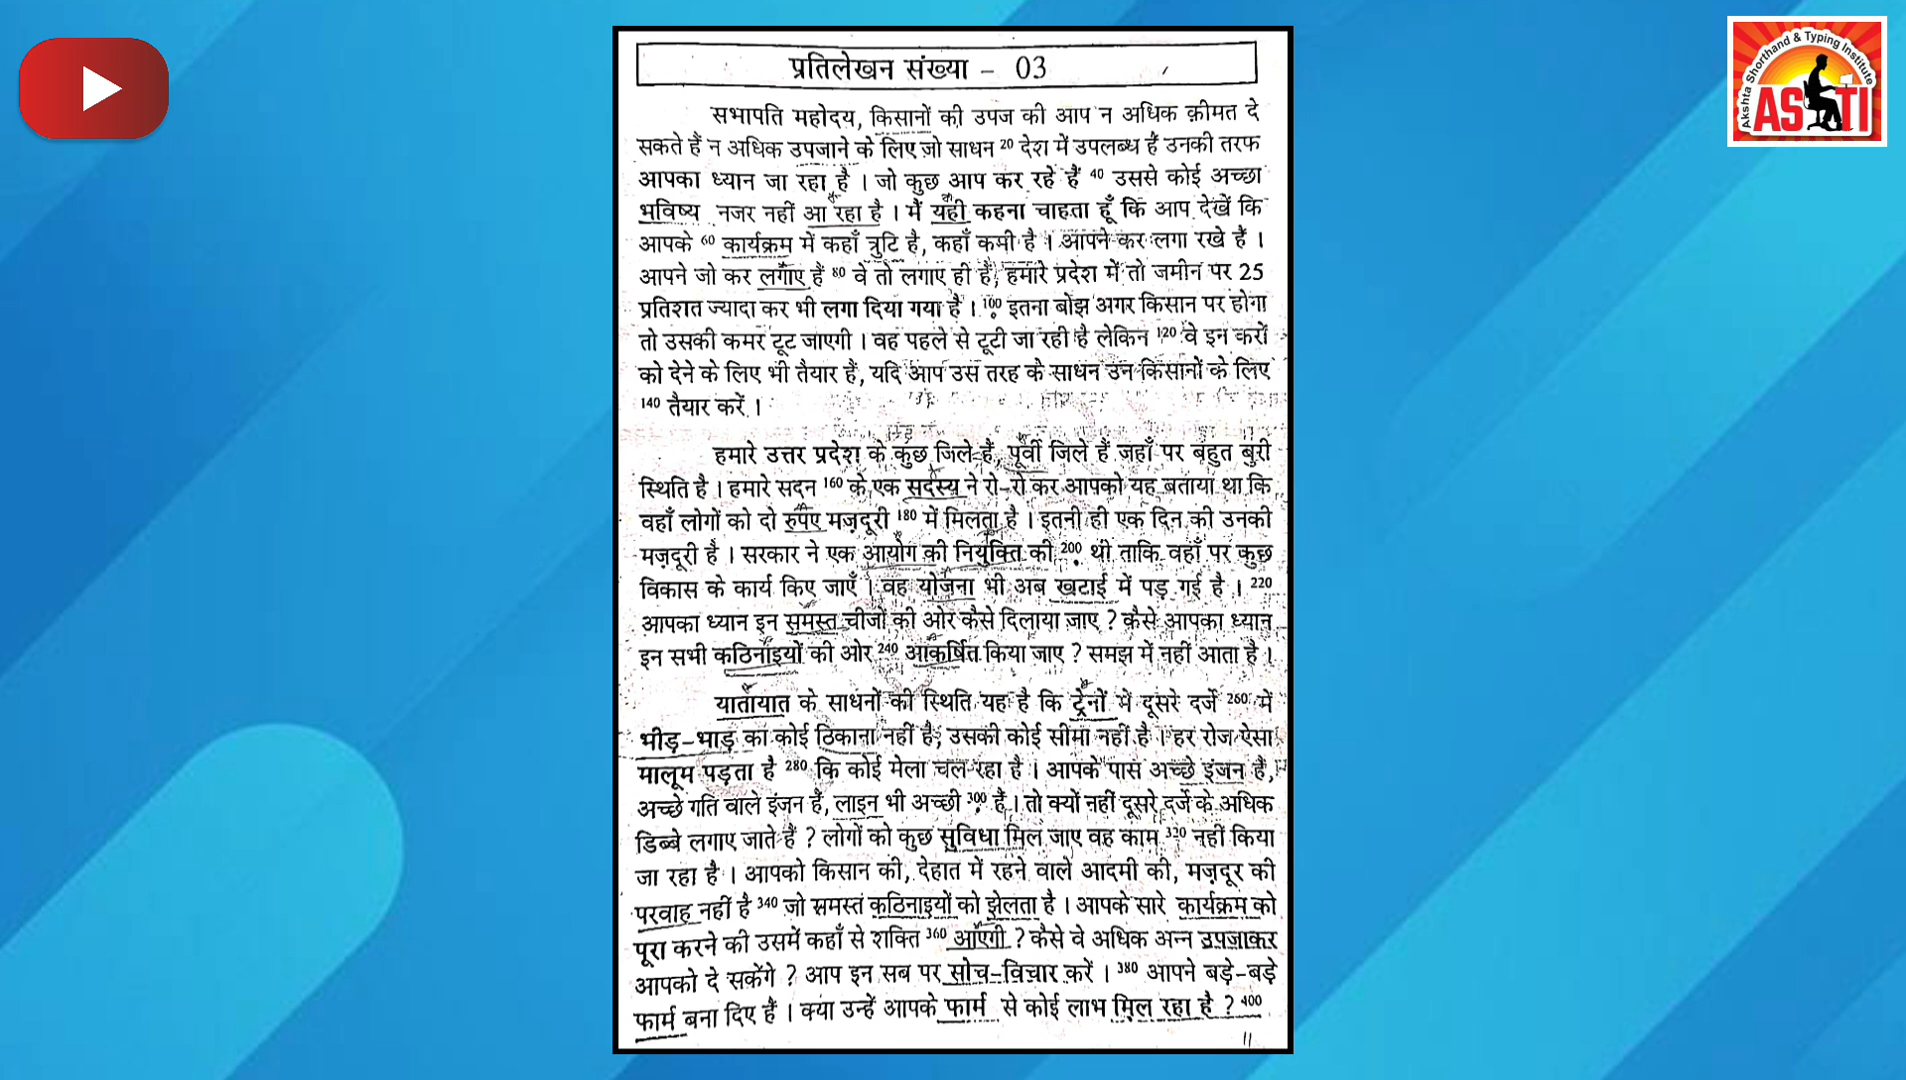 प्रतिलेखन संख्या - 03
सभापति महोदय, किसानों की उपज की आप न अधिक क़ीमत दे
सकते हैं न अधिक उपजाने के लिए जो साधन 20 देश में उपलब्ध हैं उनकी तरफ
आपका ध्यान जा रहा है । जो कुछ आप कर रहे हैं 40 उससे कोई अच्छा
भविष्य नजर नहीं आ रहा है । मैं यही कहना चाहता हूँ कि आप देखें कि
आपके 60 कार्यक्रम में कहाँ त्रुटि है, कहाँ कमी है । आपने कर लगा रखे हैं ।
आपने जो कर लगाए हैं 80 वे तो लगाए ही हैं, हमारे प्रदेश में तो जमीन पर 25
प्रतिशत ज्यादा कर भी लगा दिया गया है । 100 इतना बोझ अगर किसान पर होगा
तो उसकी कमर टूट जाएगी । वह पहले से टूटी जा रही है लेकिन 120 वे इन करों
को देने के लिए भी तैयार हैं, यदि आप उस तरह के साधन उन किसानों के लिए
140 तैयार करें ।
हमारे उत्तर प्रदेश के कुछ जिले हैं, पूर्वी जिले हैं जहाँ पर बहुत बुरी
स्थिति है । हमारे सदन 160 के एक सदस्य ने रो-रो कर आपको यह बताया था कि
वहाँ लोगों को दो रुपए मज़दूरी 180 में मिलता है । इतनी ही एक दिन की उनकी
मज़दूरी है । सरकार ने एक आयोग की नियुक्ति की 200 थी ताकि वहाँ पर कुछ
विकास के कार्य किए जाएँ । वह योजना भी अब खटाई में पड़ गई है । 220
आपका ध्यान इन समस्त चीजों की ओर कैसे दिलाया जाए ? कैसे आपका ध्यान
इन सभी कठिनाइयों की ओर 240 आकर्षित किया जाए ? समझ में नहीं आता है ।
यातायात के साधनों की स्थिति यह है कि ट्रेनों में दूसरे दर्जे 260 में
भीड़-भाड़ का कोई ठिकाना नहीं है, उसकी कोई सीमा नहीं है । हर रोज ऐसा
मालूम पड़ता है 280 कि कोई मेला चल रहा है । आपके पास अच्छे इंजन हैं,
अच्छे गति वाले इंजन हैं, लाइन भी अच्छी 300 हैं । तो क्यों नहीं दूसरे दर्जे के अधिक
डिब्बे लगाए जाते हैं ? लोगों को कुछ सुविधा मिल जाए वह काम 320 नहीं किया
जा रहा है । आपको किसान की, देहात में रहने वाले आदमी की, मज़दूर की
परवाह नहीं है 340 जो समस्त कठिनाइयों को झेलता है । आपके सारे कार्यक्रम को
पूरा करने की उसमें कहाँ से शक्ति 360 आएगी ? कैसे वे अधिक अन्न उपजाकर
आपको दे सकेंगे ? आप इन सब पर सोच-विचार करें । 380 आपने बड़े-बड़े
फार्म बना दिए हैं । क्या उन्हें आपके फार्म से कोई लाभ मिल रहा है ? 400
11
Akshta Shorthand & Typing Institute
ASTI